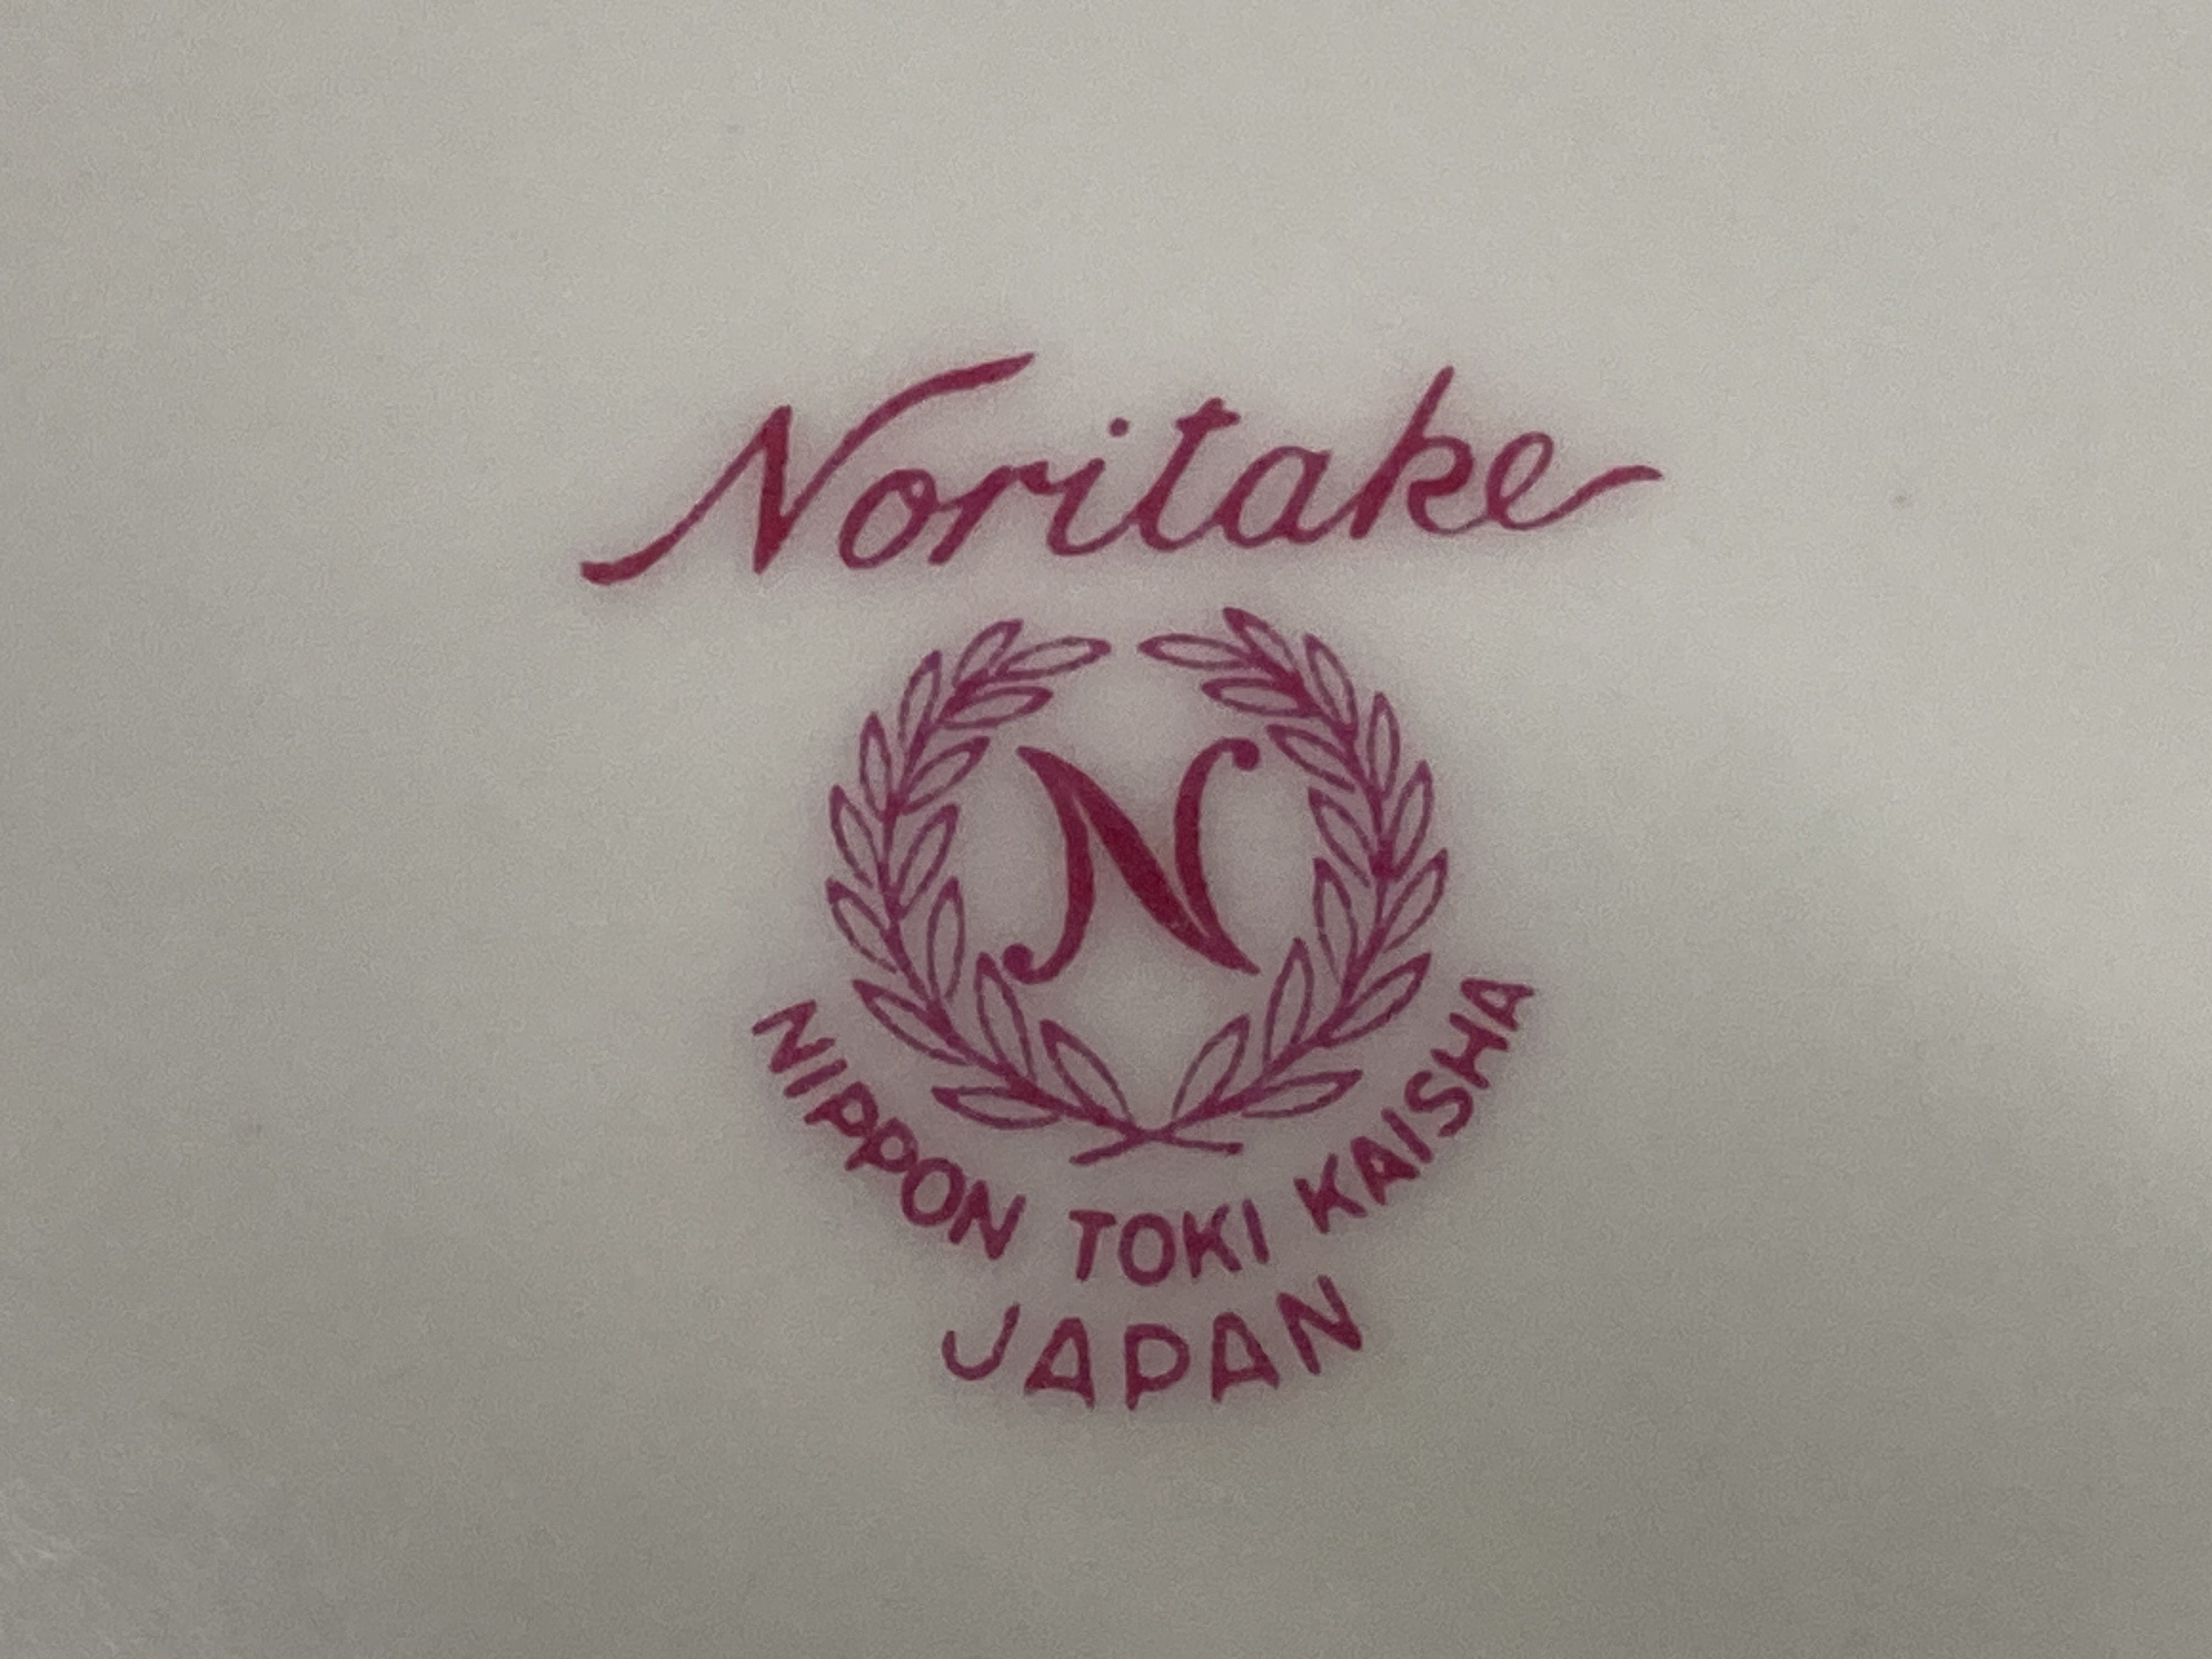 Noritake
N
NIPPON TOKI KAISHA
JAPAN